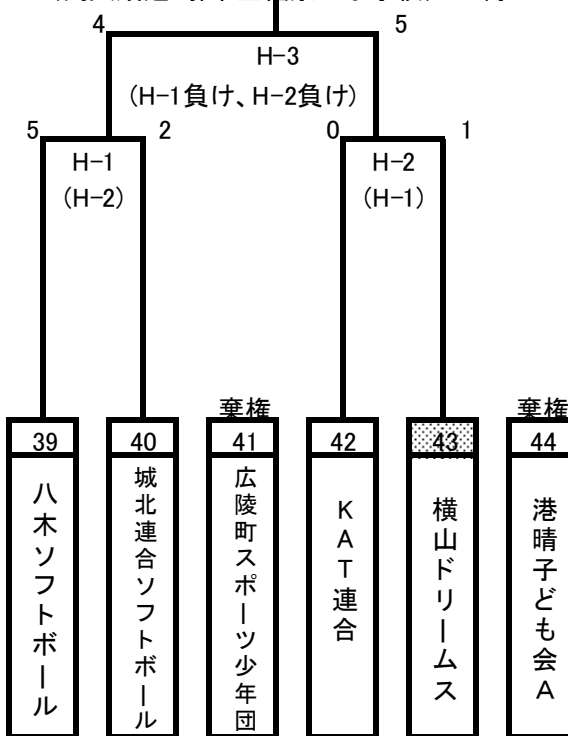 4 5
H-3
(H-1負け、H-2負け)
5 2 0 1
H-1 H-2
(H-2) (H-1)
棄権 棄権
39 40 41 42 43 44
八木ソフトボール
城北連合ソフトボール
広陵町スポーツ少年団
KAT連合
横山ドリームス
港晴子ども会A